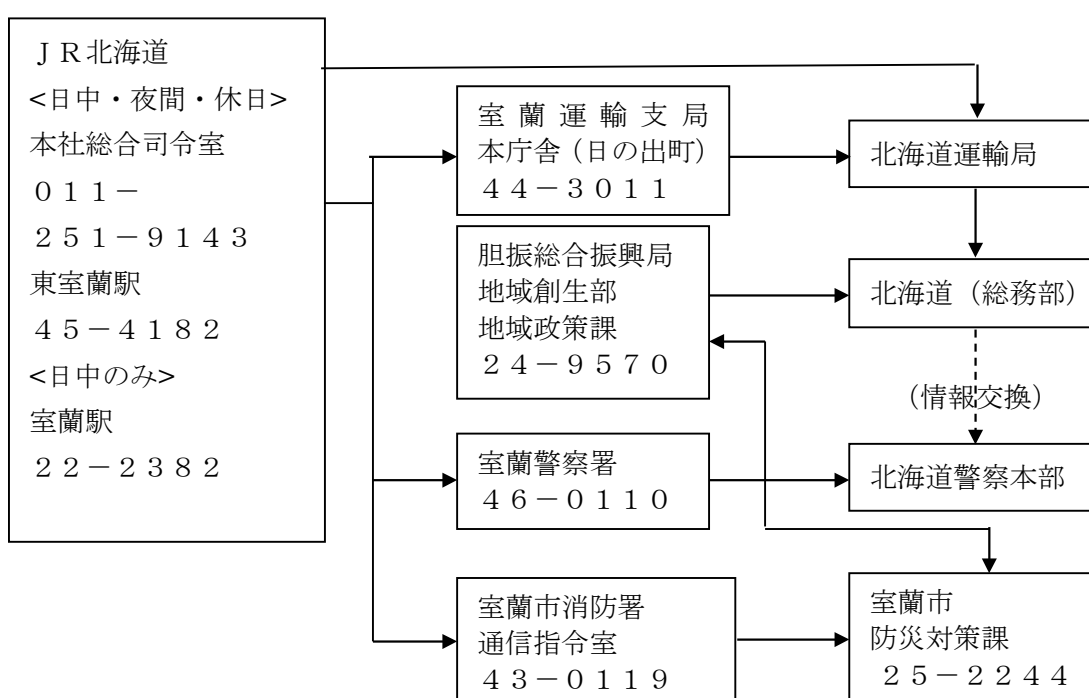 ＪＲ北海道
<日中・夜間・休日>
本社総合司令室
０１１－
２５１－９１４３
東室蘭駅
４５－４１８２
<日中のみ>
室蘭駅
２２－２３８２
室蘭運輸支局
本庁舎（日の出町）
４４－３０１１
胆振総合振興局
地域創生部
地域政策課
２４－９５７０
室蘭警察署
４６－０１１０
室蘭市消防署
通信指令室
４３－０１１９
北海道運輸局
北海道（総務部）
（情報交換）
北海道警察本部
室蘭市
防災対策課
２５－２２４４